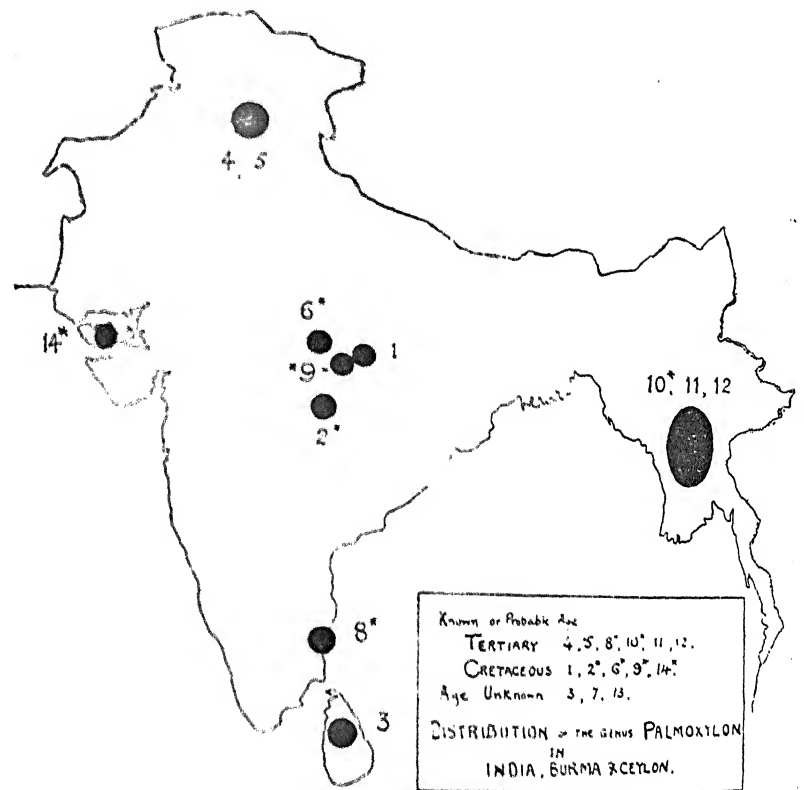 4, 5
6*
14*
1
*9
10*, 11, 12
2*
8*
3
Known or Probable Age
TERTIARY 4, 5, 8*, 10*, 11, 12.
CRETACEOUS 1, 2*, 6*, 9*, 14*.
Age Unknown 3, 7, 13.
DISTRIBUTION OF THE GENUS PALMOXYLON
IN
INDIA, BURMA & CEYLON.